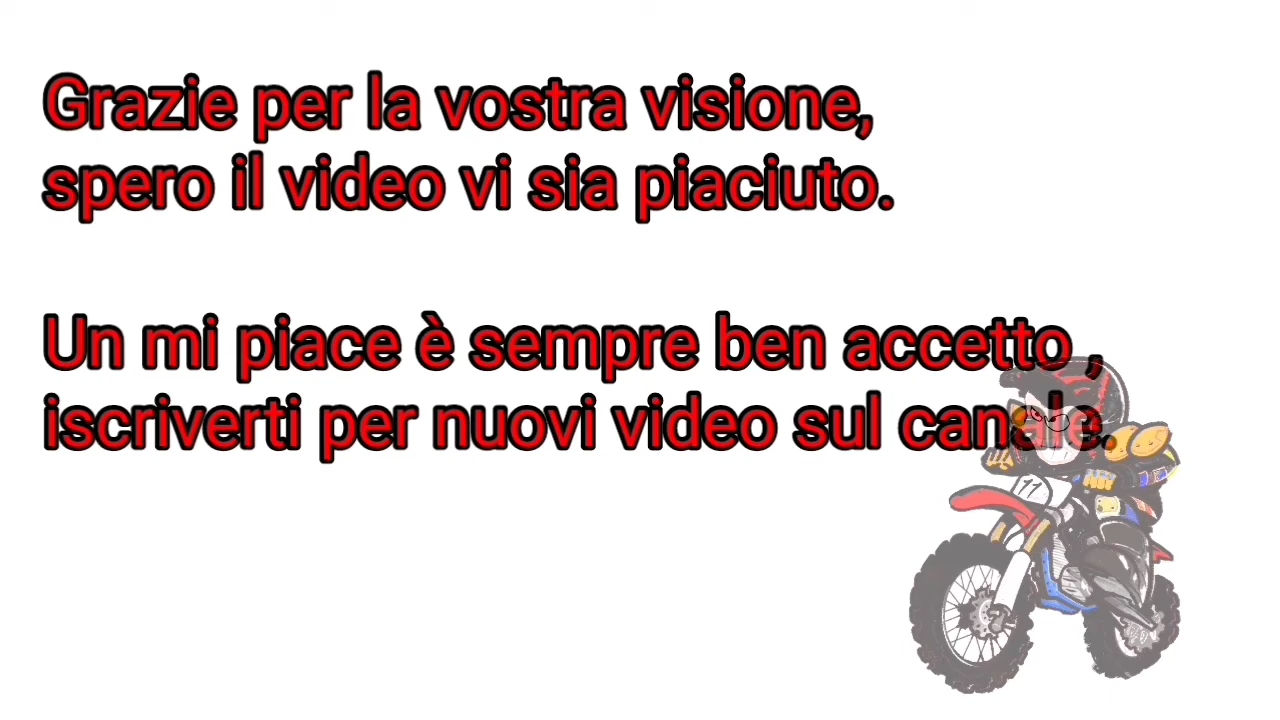 Grazie per la vostra visione,
spero il video vi sia piaciuto.
Un mi piace è sempre ben accetto ,
iscriverti per nuovi video sul canale.
11